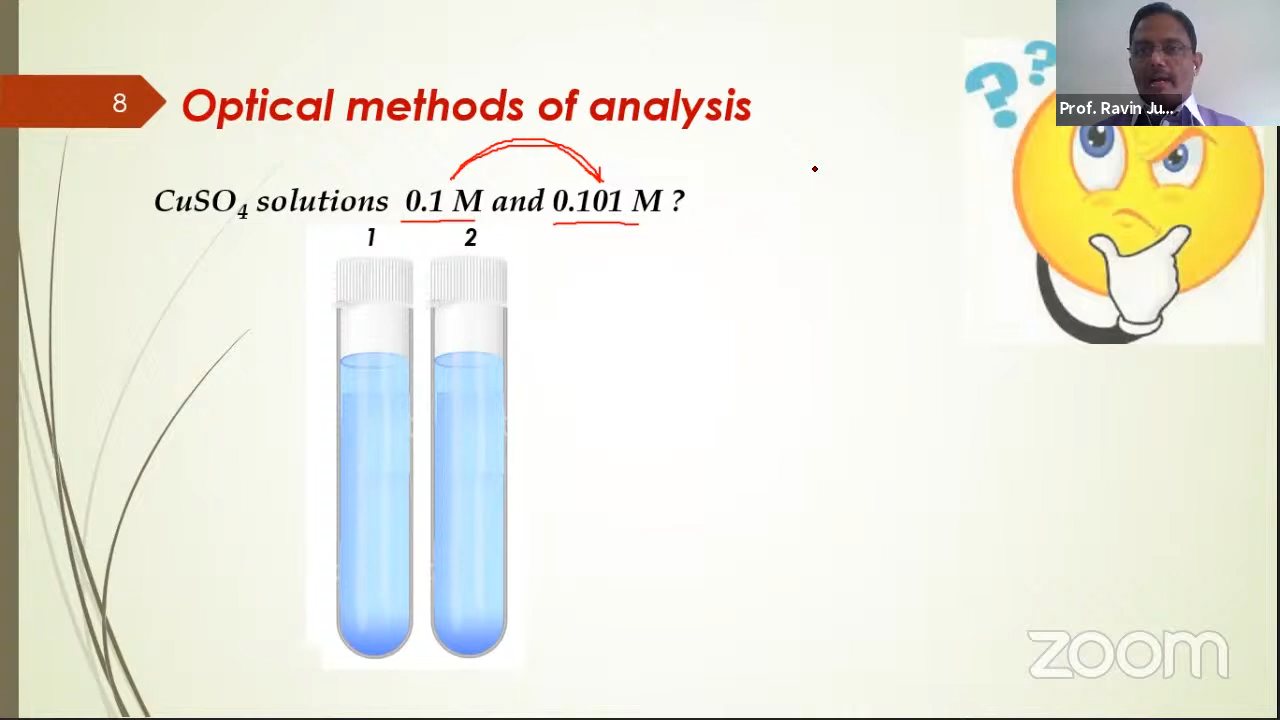 Prof. Ravin Ju...
8
Optical methods of analysis
CuSO₄ solutions 0.1 M and 0.101 M ?
1 2
zoom